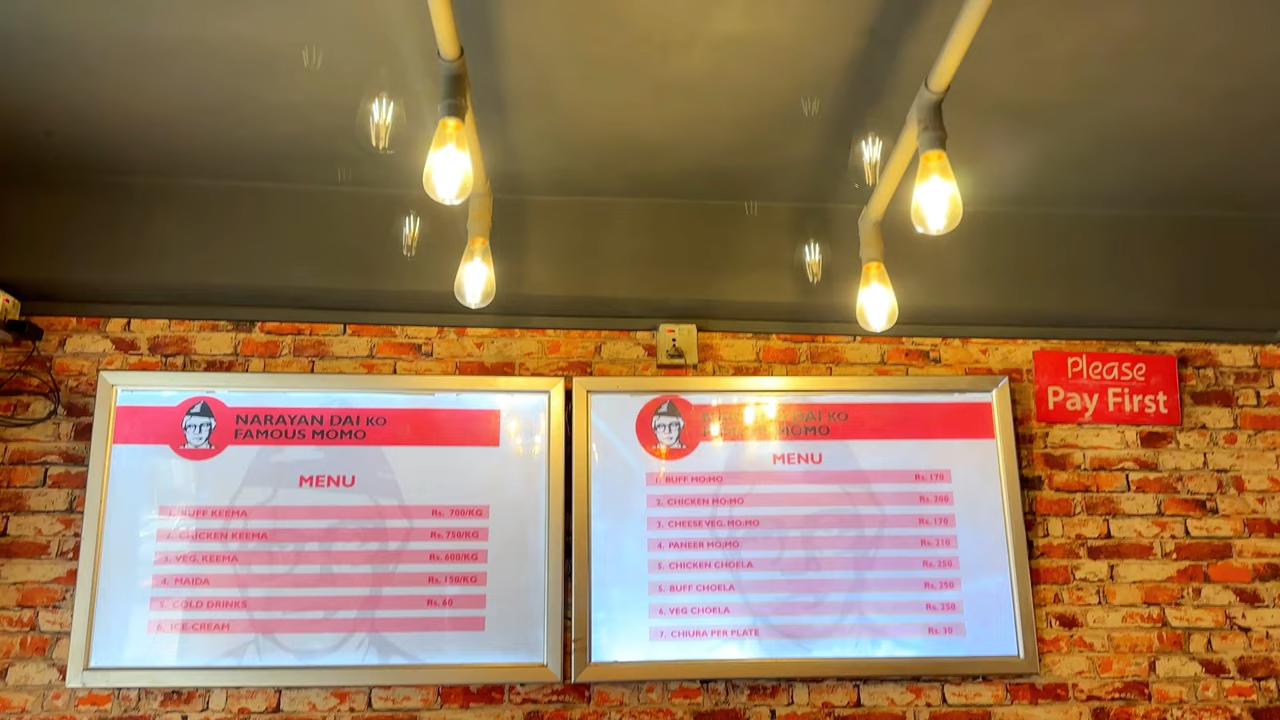 NARAYAN DAI KO
FAMOUS MOMO
MENU
1. BUFF KEEMA Rs. 700/KG
2. CHICKEN KEEMA Rs. 750/KG
3. VEG. KEEMA Rs. 600/KG
4. MAIDA Rs. 150/KG
5. COLD DRINKS Rs. 60
6. ICE-CREAM
NARAYAN DAI KO
FAMOUS MOMO
MENU
1. BUFF MO:MO Rs. 170
2. CHICKEN MO:MO Rs. 200
3. CHEESE VEG. MO:MO Rs. 170
4. PANEER MO:MO Rs. 210
5. CHICKEN CHOELA Rs. 250
5. BUFF CHOELA Rs. 250
6. VEG CHOELA Rs. 250
7. CHIURA PER PLATE Rs. 30
Please
Pay First